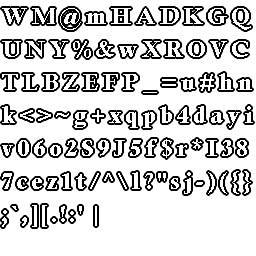 WM@mHADKGQ
UNY%&wXROVC
TLBZEFP_=u#hn
k<>~g+xqpb4dayi
v06o2S9J5f$r*I38
7cez1t/^\l?"sj-)({}
;`,][.!:'|